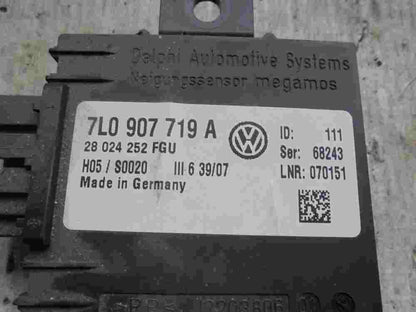 Delphi Automotive Systems
Neigungssensor megamos
7L0 907 719 A
28 024 252 FGU
H05 / S0020 III 6 39/07
Made in Germany
VW
ID: 111
Ser: 68243
LNR: 070151